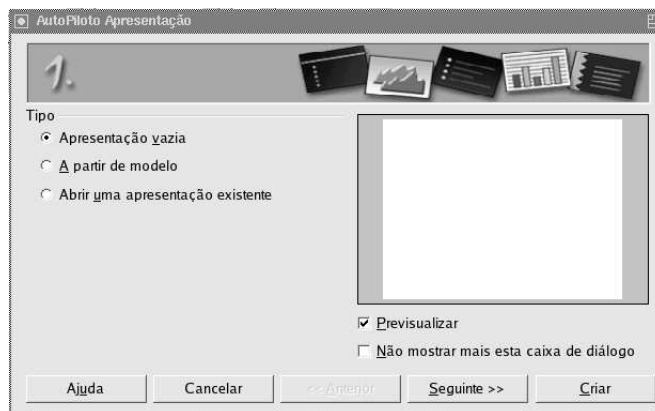 AutoPiloto Apresentação
1.
Tipo
Apresentação vazia
A partir de modelo
Abrir uma apresentação existente
Previsualizar
Não mostrar mais esta caixa de diálogo
Ajuda
Cancelar
<< Anterior
Seguinte >>
Criar